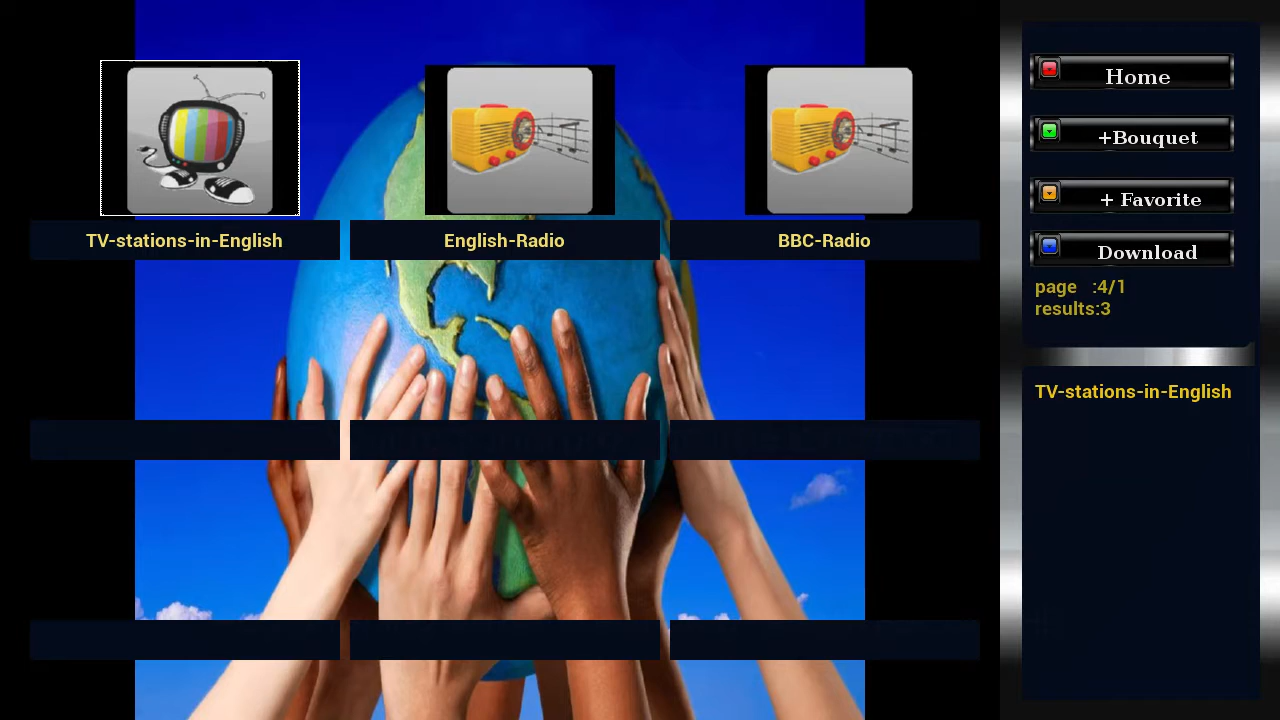 TV-stations-in-English
English-Radio
BBC-Radio
Home
+Bouquet
+ Favorite
Download
page :4/1
results:3
TV-stations-in-English